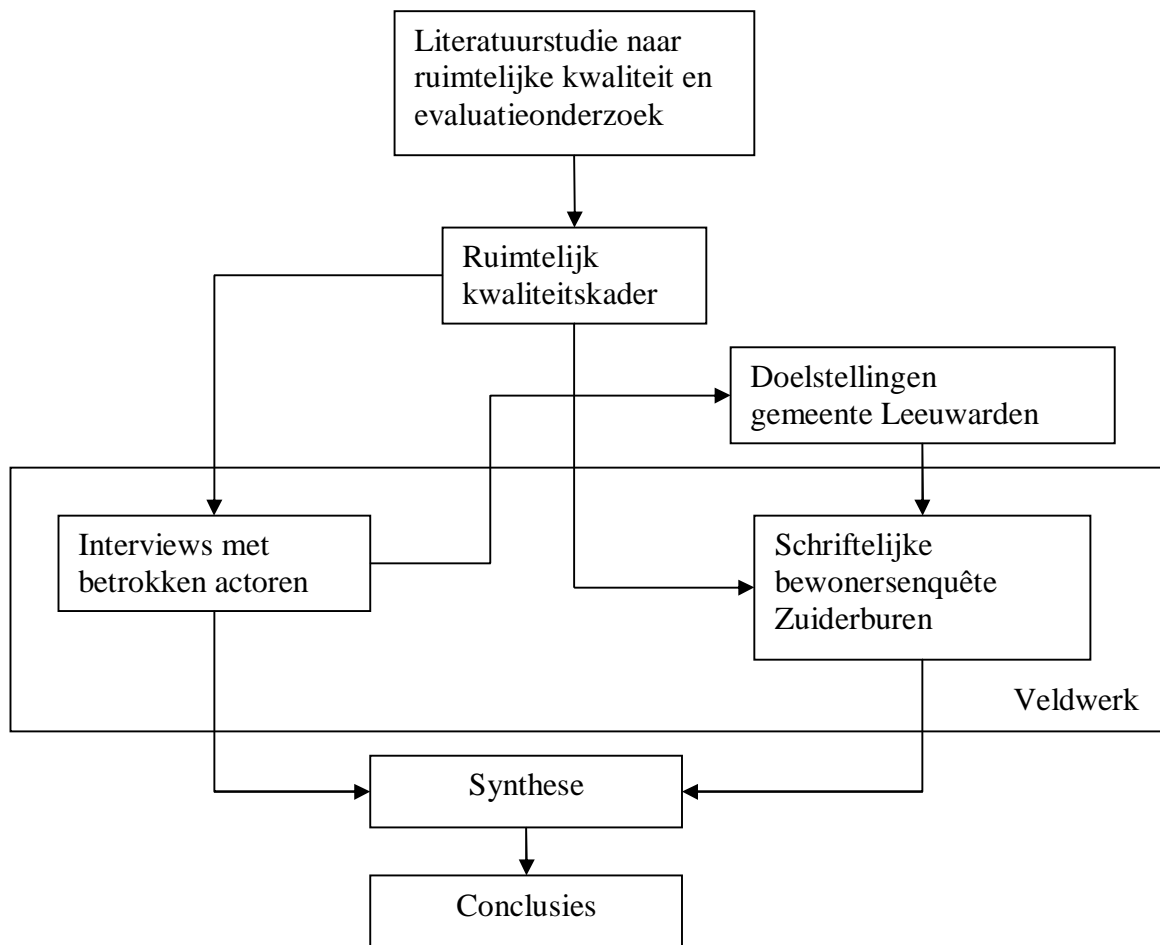 Literatuurstudie naar
ruimtelijke kwaliteit en
evaluatieonderzoek
Ruimtelijk
kwaliteitskader
Doelstellingen
gemeente Leeuwarden
Interviews met
betrokken actoren
Schriftelijke
bewonersenquête
Zuiderburen
Veldwerk
Synthese
Conclusies